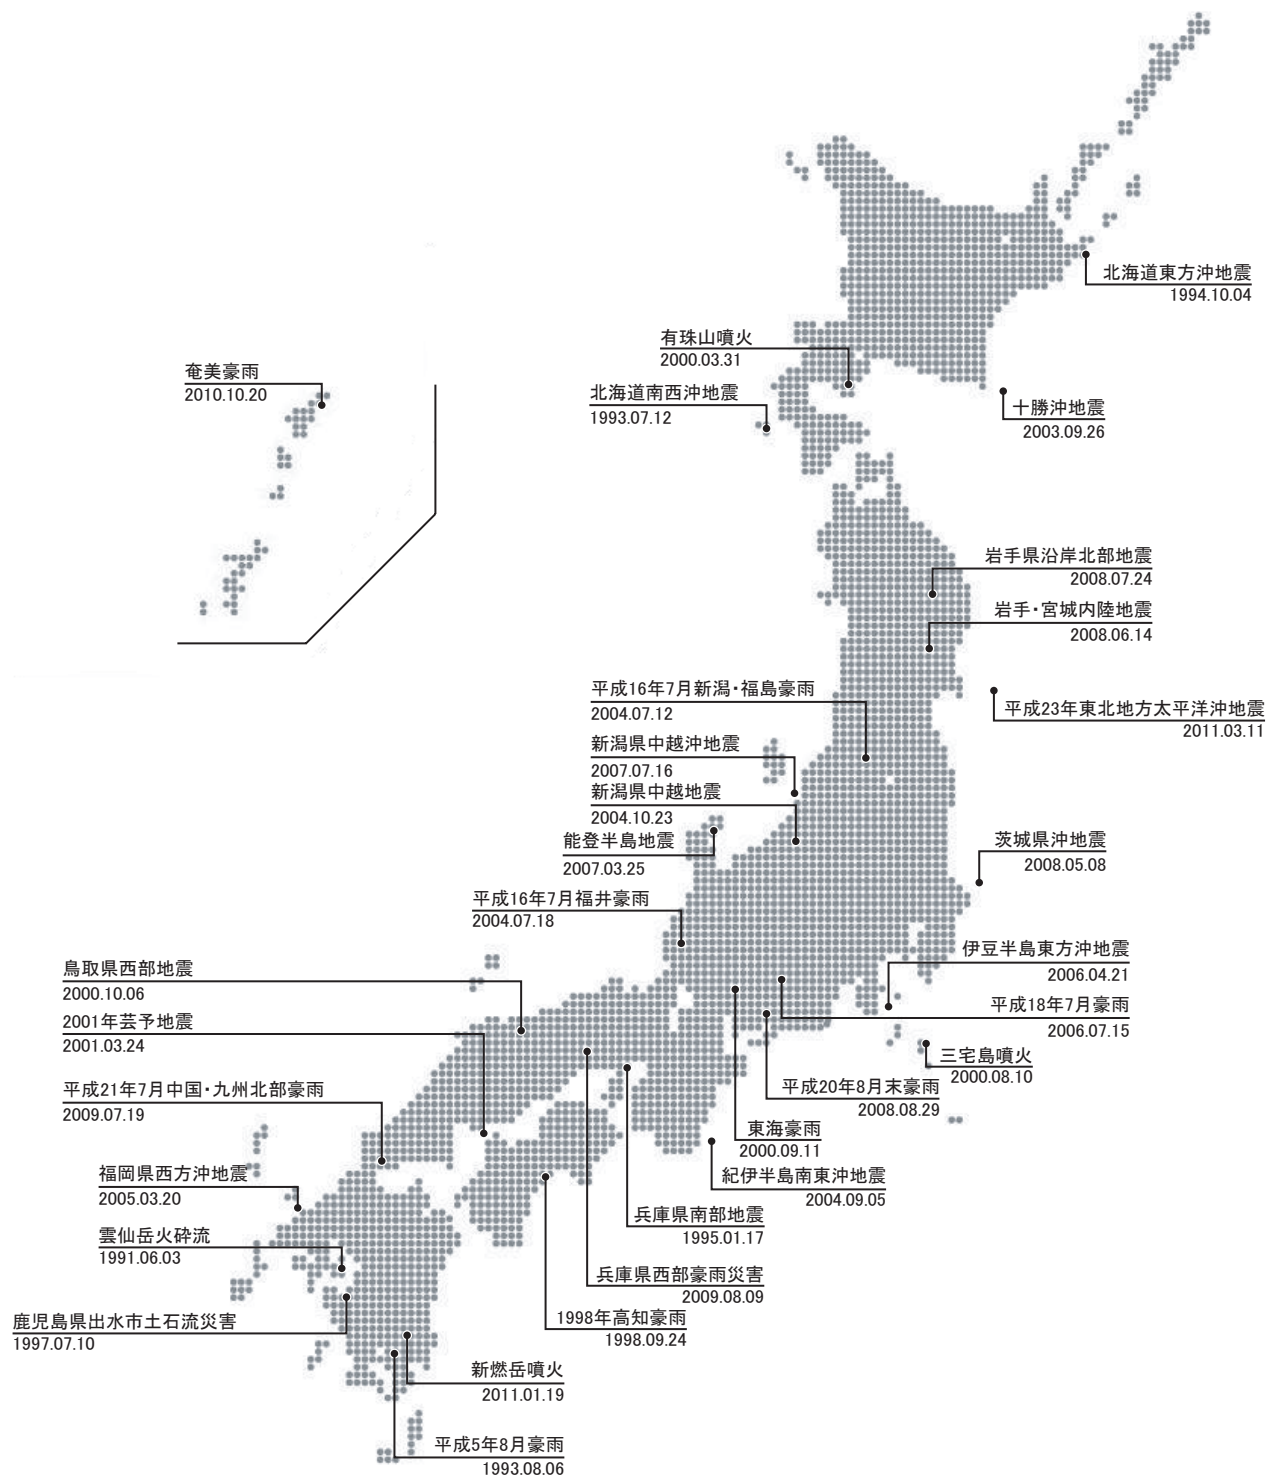 北海道東方沖地震
1994.10.04
有珠山噴火
2000.03.31
奄美豪雨
2010.10.20
北海道南西沖地震
1993.07.12
十勝沖地震
2003.09.26
岩手県沿岸北部地震
2008.07.24
岩手・宮城内陸地震
2008.06.14
平成16年7月新潟・福島豪雨
2004.07.12
平成23年東北地方太平洋沖地震
2011.03.11
新潟県中越沖地震
2007.07.16
新潟県中越地震
2004.10.23
能登半島地震
2007.03.25
茨城県沖地震
2008.05.08
平成16年7月福井豪雨
2004.07.18
伊豆半島東方沖地震
2006.04.21
鳥取県西部地震
2000.10.06
平成18年7月豪雨
2006.07.15
2001年芸予地震
2001.03.24
三宅島噴火
2000.08.10
平成21年7月中国・九州北部豪雨
2009.07.19
平成20年8月末豪雨
2008.08.29
東海豪雨
2000.09.11
福岡県西方沖地震
2005.03.20
紀伊半島南東沖地震
2004.09.05
兵庫県南部地震
1995.01.17
雲仙岳火砕流
1991.06.03
兵庫県西部豪雨災害
2009.08.09
鹿児島県出水市土石流災害
1997.07.10
1998年高知豪雨
1998.09.24
新燃岳噴火
2011.01.19
平成5年8月豪雨
1993.08.06